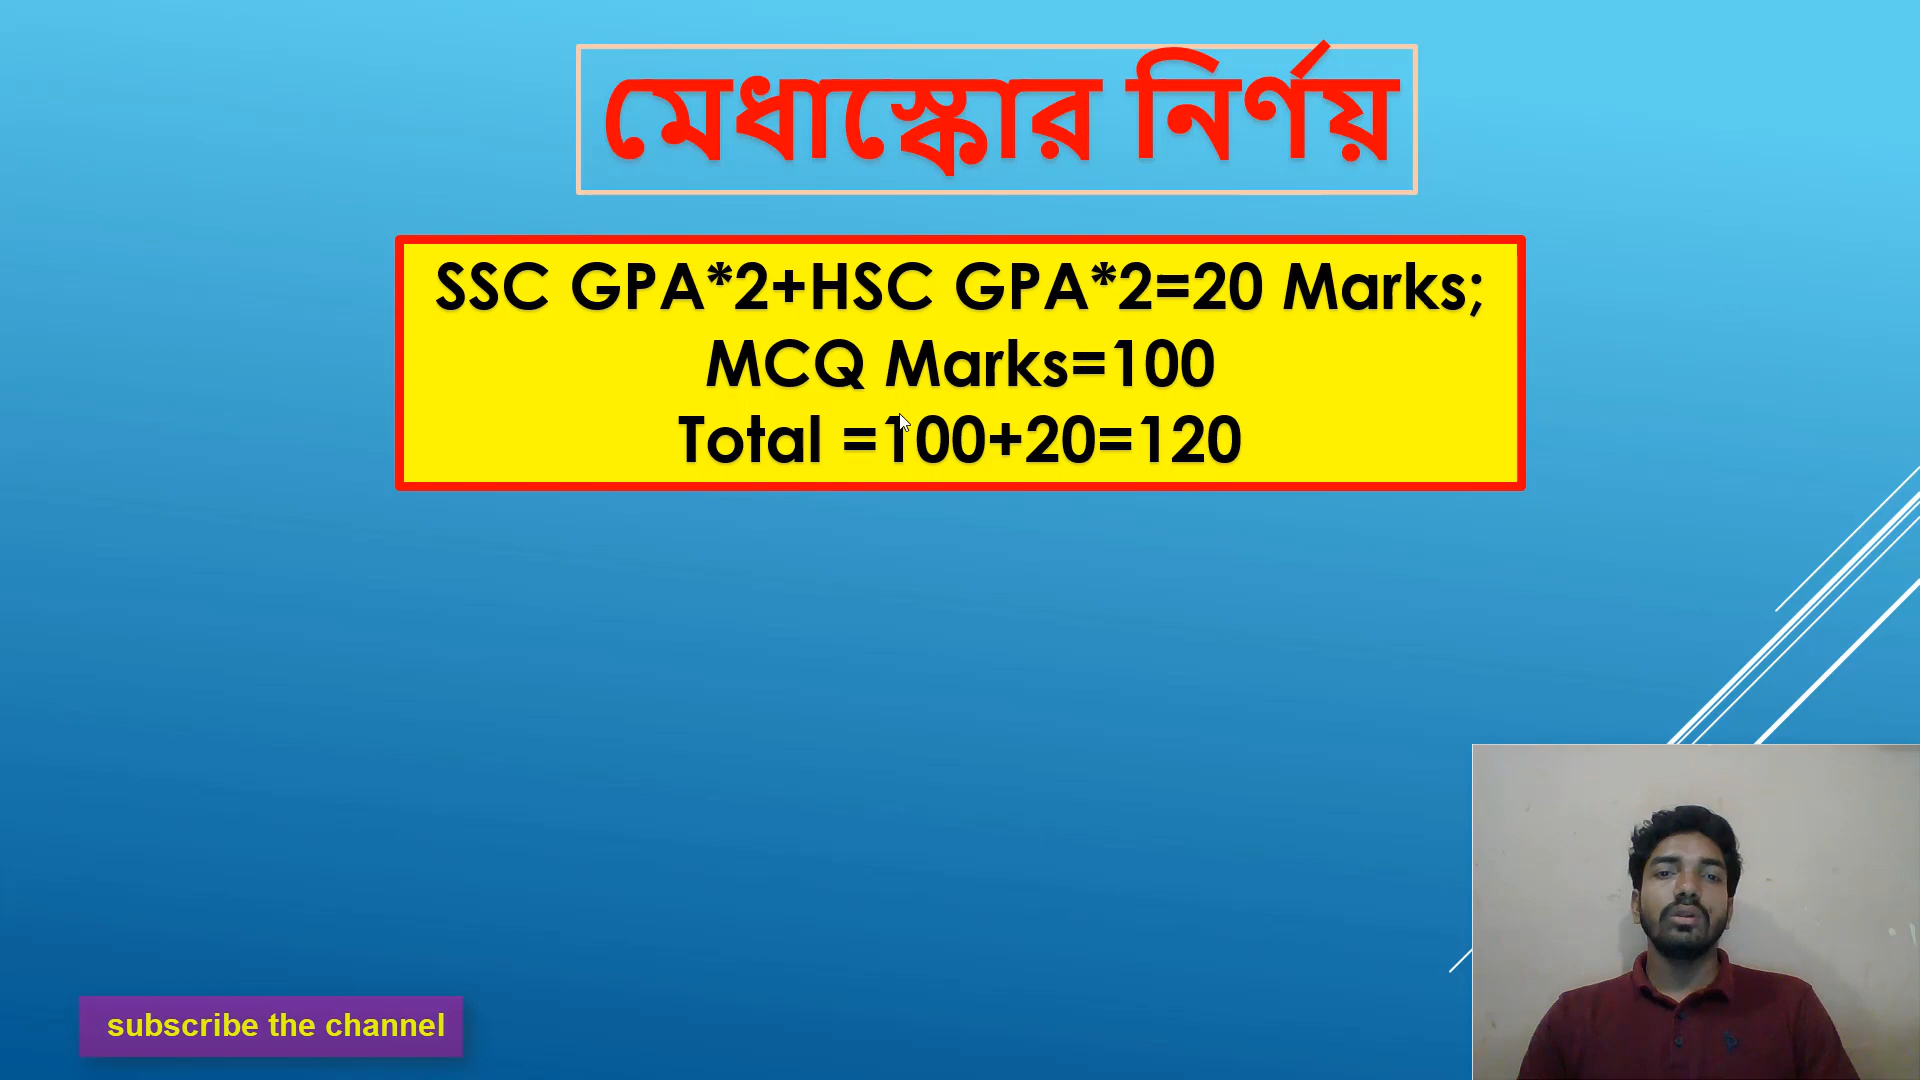 মেধাস্কোর নির্ণয়
SSC GPA*2+HSC GPA*2=20 Marks;
MCQ Marks=100
Total =100+20=120
subscribe the channel